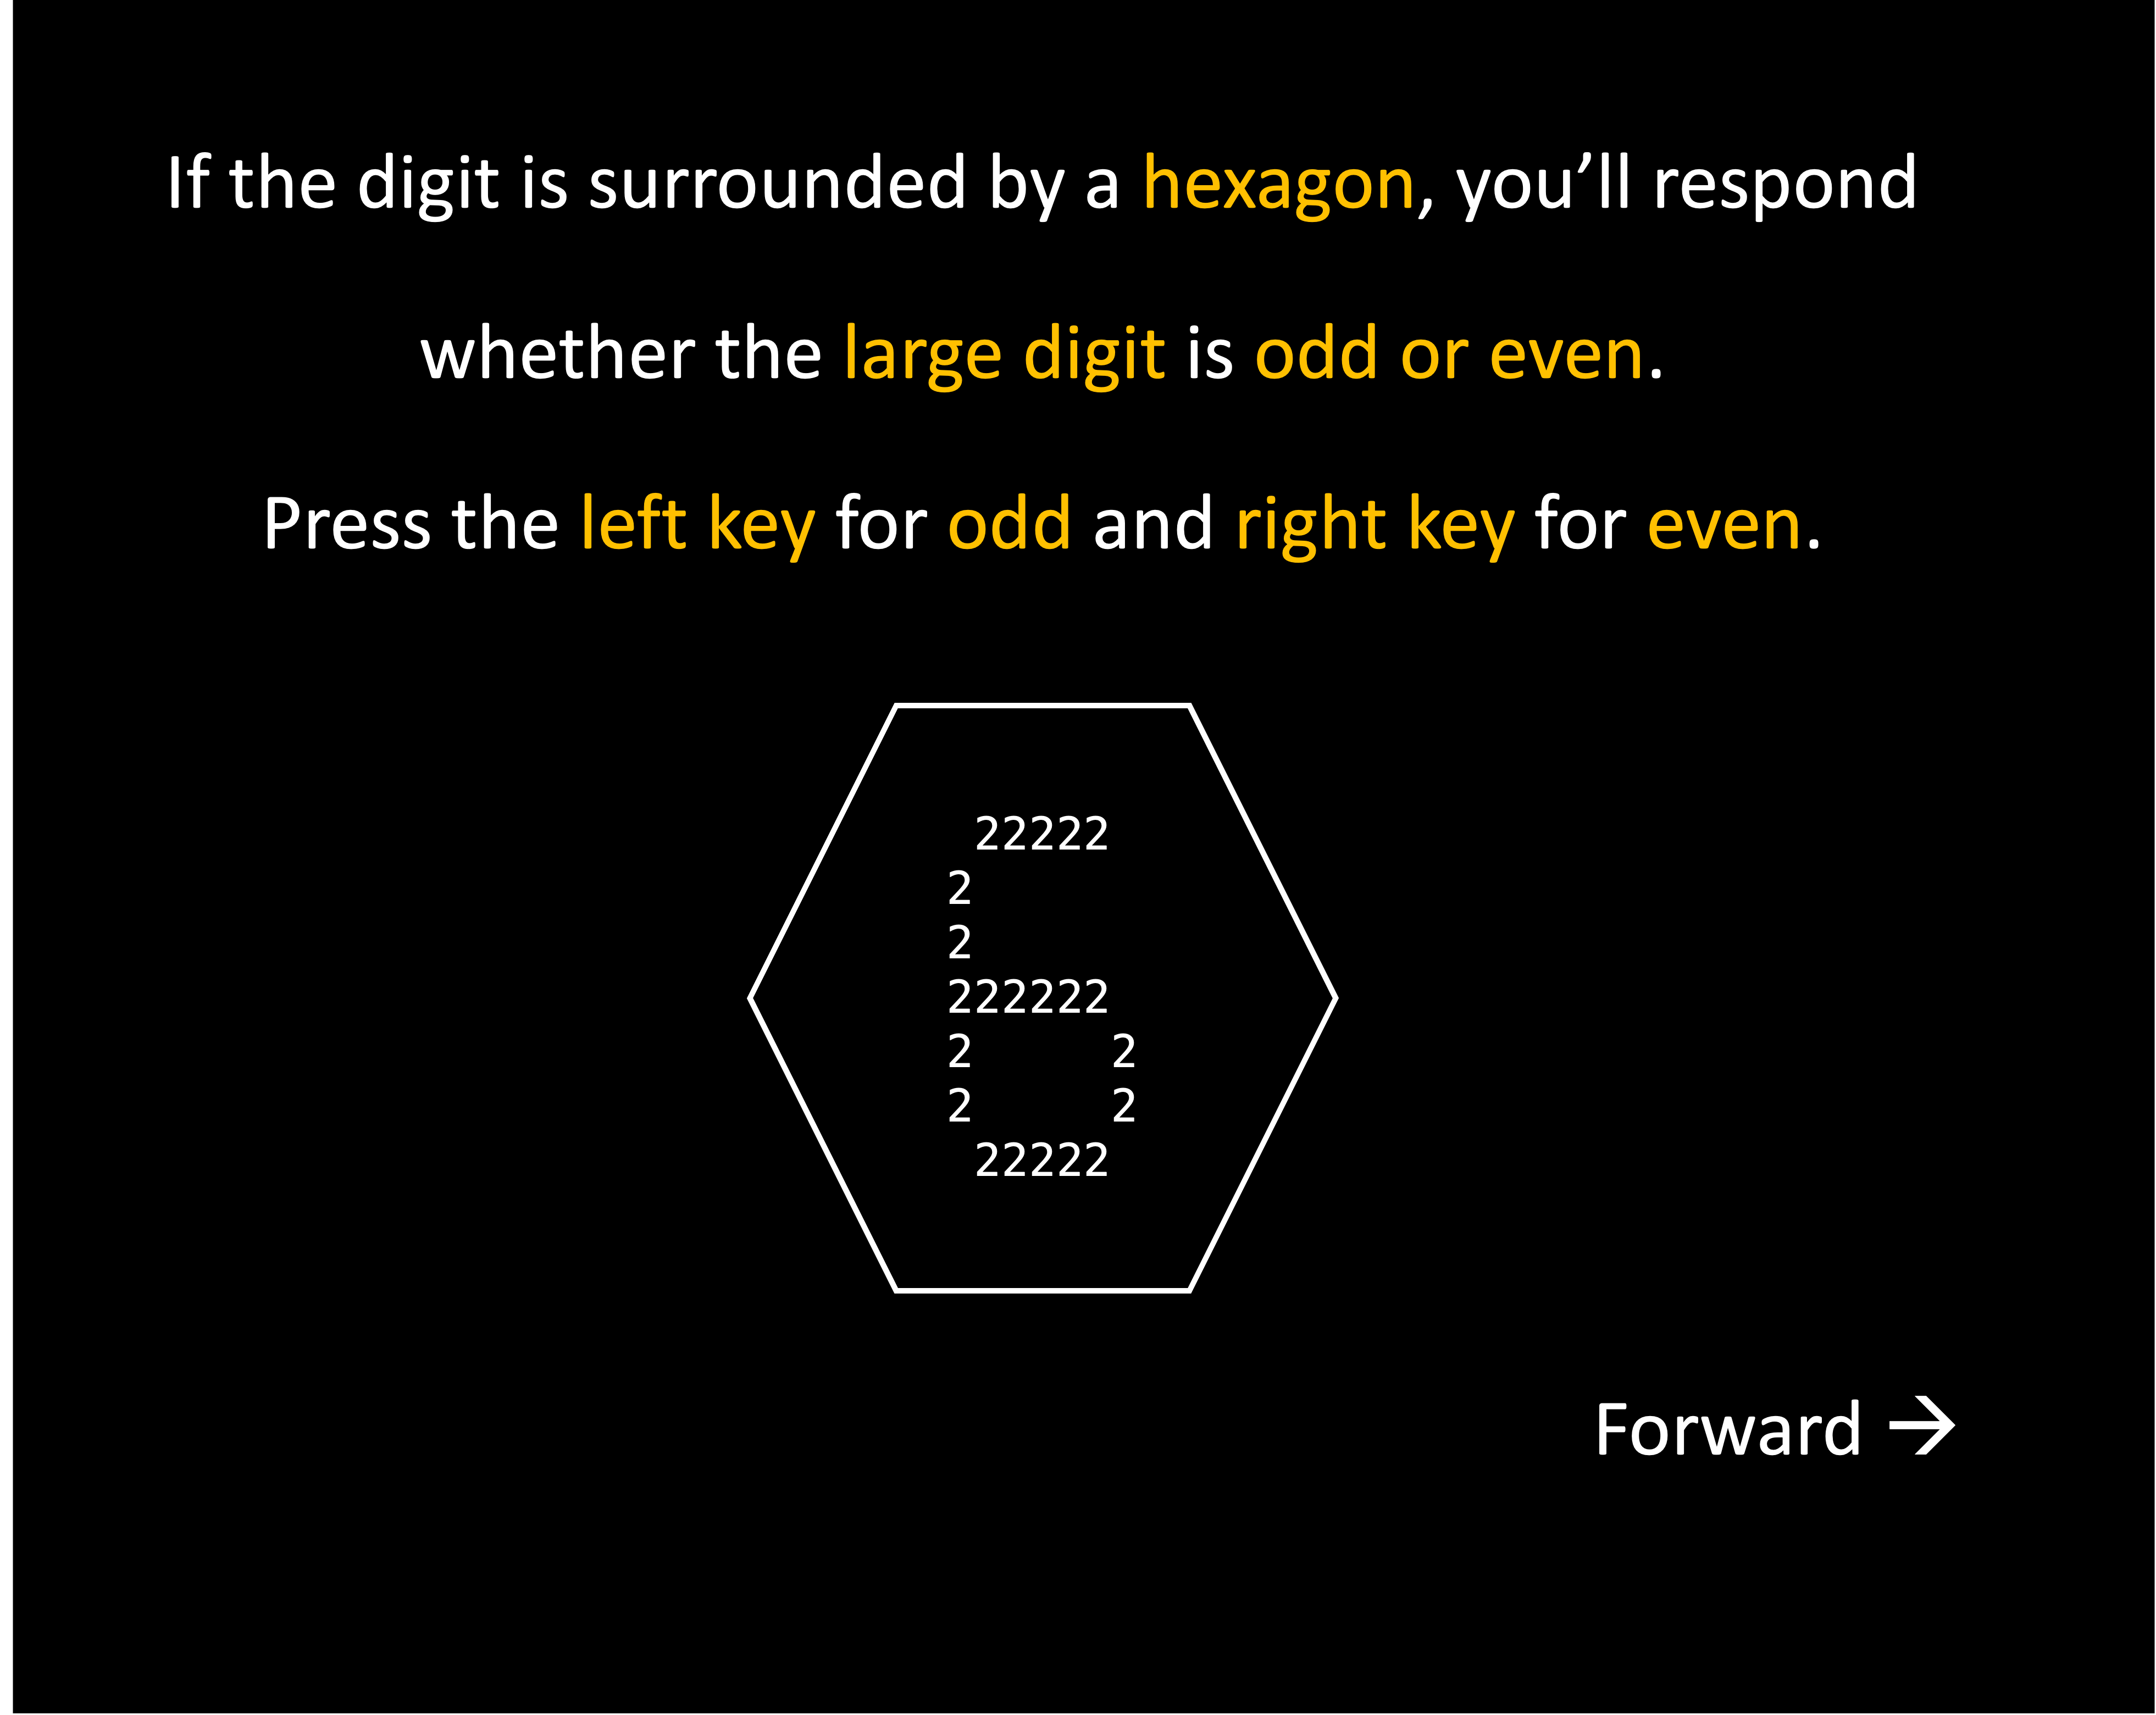 If the digit is surrounded by a hexagon, you’ll respond
whether the large digit is odd or even.
Press the left key for odd and right key for even.
22222
2
2
222222
2 2
2 2
22222
Forward →